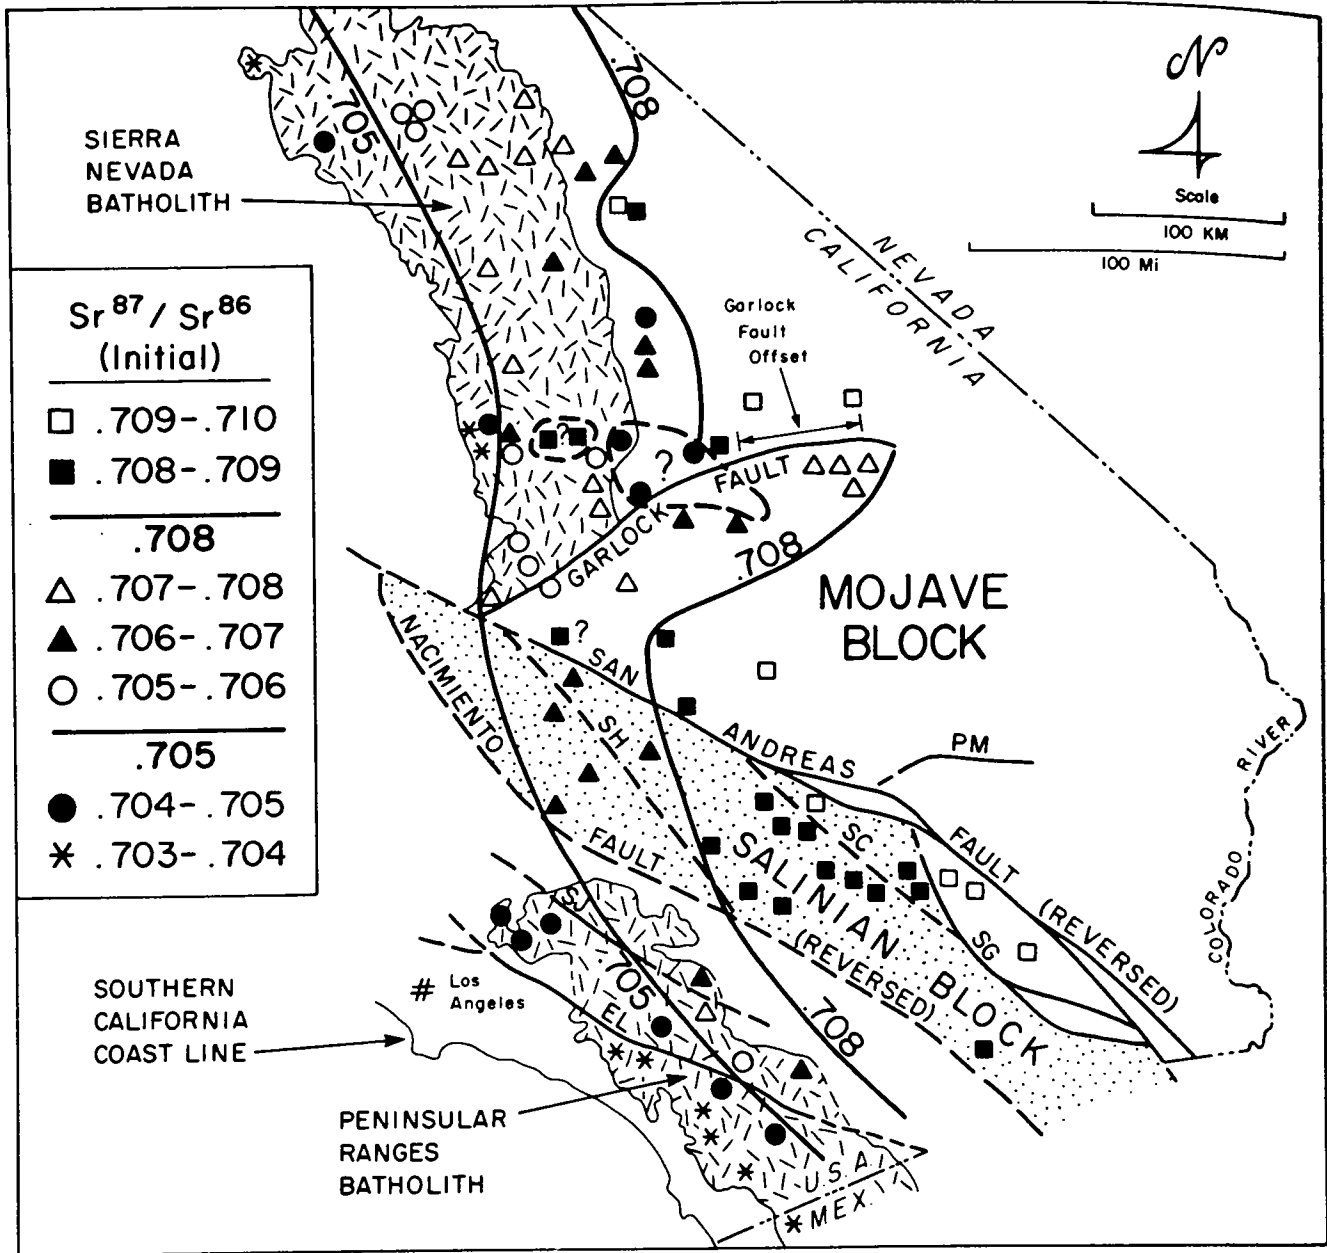 N
Scale
100 KM
100 Mi
.705
.708
SIERRA
NEVADA
BATHOLITH
NEVADA
CALIFORNIA
Sr87/Sr86
(Initial)
.709-.710
.708-.709
.708
.707-.708
.706-.707
.705-.706
.705
.704-.705
.703-.704
Garlock
Fault
Offset
?
?
GARLOCK FAULT
.708
MOJAVE
BLOCK
?
NACIMIENTO FAULT (REVERSED)
SAN ANDREAS FAULT (REVERSED)
SH
PM
SC
SG
SALINIAN BLOCK
COLORADO RIVER
SJ
.705
.708
EL
# Los
Angeles
SOUTHERN
CALIFORNIA
COAST LINE
PENINSULAR
RANGES
BATHOLITH
U.S.A.
MEX.